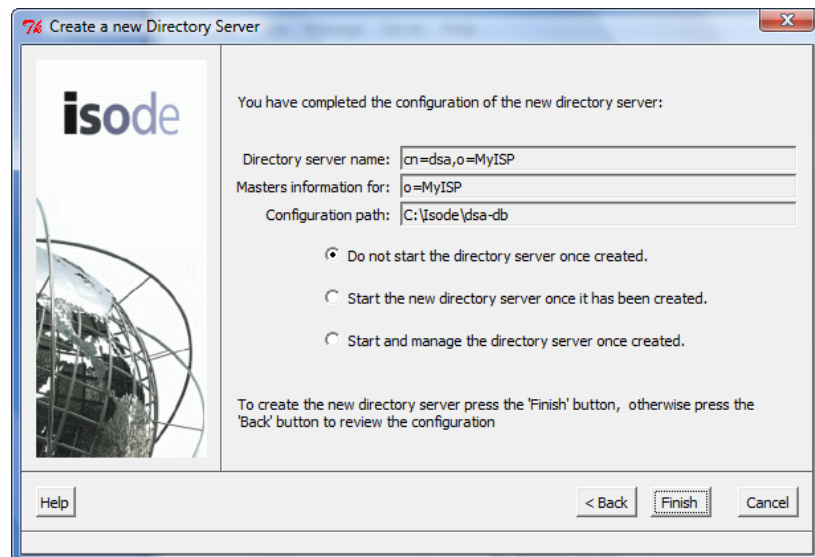 Create a new Directory Server
isode
You have completed the configuration of the new directory server:
Directory server name: cn=dsa,o=MyISP
Masters information for: o=MyISP
Configuration path: C:\Isode\dsa-db
Do not start the directory server once created.
Start the new directory server once it has been created.
Start and manage the directory server once created.
To create the new directory server press the 'Finish' button, otherwise press the
'Back' button to review the configuration
Help
< Back
Finish
Cancel